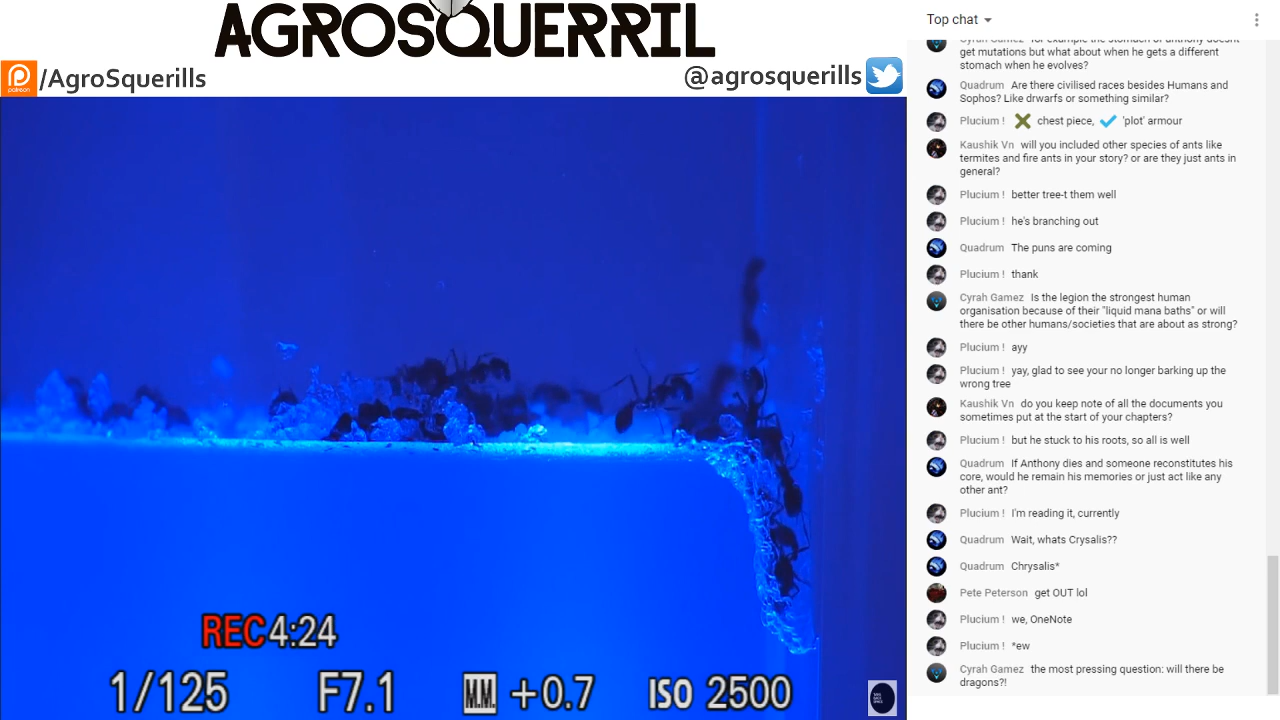 AGROSQUERRIL
/AgroSquerills
@agrosquerills
patreon
REC 4:24
1/125 F7.1 M.M. +0.7 ISO 2500
Top chat
get mutations but what about when he gets a different
stomach when he evolves?
Quadrum Are there civilised races besides Humans and
Sophos? Like dwarfs or something similar?
Plucium ! chest piece, 'plot' armour
Kaushik Vn will you included other species of ants like
termites and fire ants in your story? or are they just ants in
general?
Plucium ! better tree-t them well
Plucium ! he's branching out
Quadrum The puns are coming
Plucium ! thank
Cyrah Gamez Is the legion the strongest human
organisation because of their "liquid mana baths" or will
there be other humans/societies that are about as strong?
Plucium ! ayy
Plucium ! yay, glad to see your no longer barking up the
wrong tree
Kaushik Vn do you keep note of all the documents you
sometimes put at the start of your chapters?
Plucium ! but he stuck to his roots, so all is well
Quadrum If Anthony dies and someone reconstitutes his
core, would he remain his memories or just act like any
other ant?
Plucium ! I'm reading it, currently
Quadrum Wait, whats Crysalis??
Quadrum Chrysalis*
Pete Peterson get OUT lol
Plucium ! we, OneNote
Plucium ! *ew
Cyrah Gamez the most pressing question: will there be
dragons?!